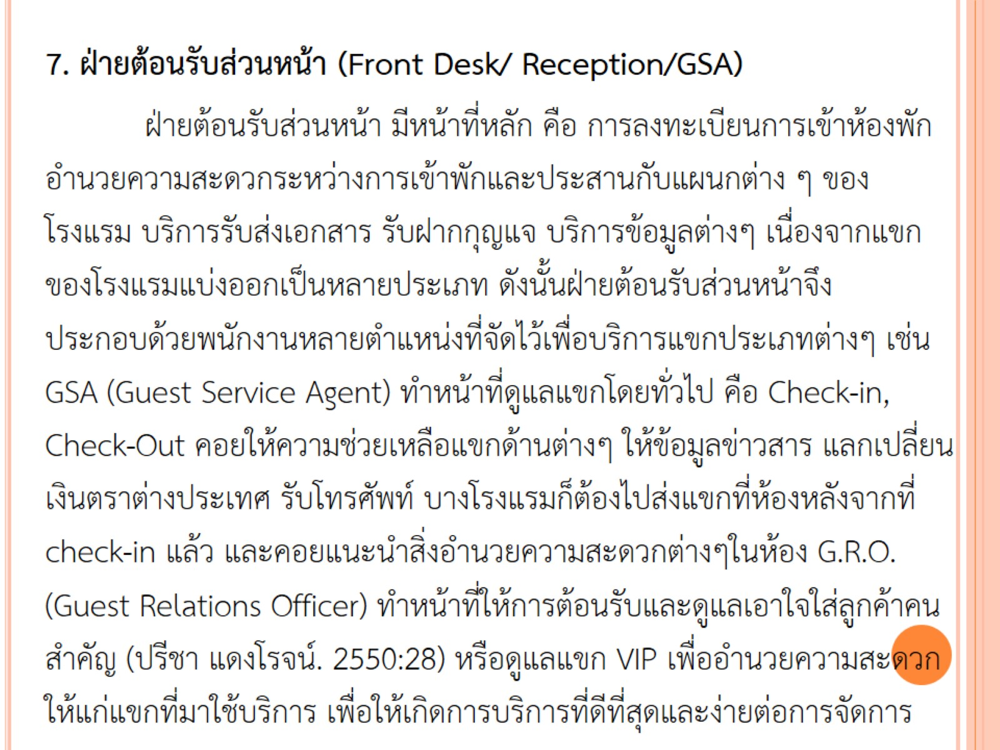 7. ฝ่ายต้อนรับส่วนหน้า (Front Desk/ Reception/GSA)
ฝ่ายต้อนรับส่วนหน้า มีหน้าที่หลัก คือ การลงทะเบียนการเข้าห้องพัก
อำนวยความสะดวกระหว่างการเข้าพักและประสานกับแผนกต่าง ๆ ของ
โรงแรม บริการรับส่งเอกสาร รับฝากกุญแจ บริการข้อมูลต่างๆ เนื่องจากแขก
ของโรงแรมแบ่งออกเป็นหลายประเภท ดังนั้นฝ่ายต้อนรับส่วนหน้าจึง
ประกอบด้วยพนักงานหลายตำแหน่งที่จัดไว้เพื่อบริการแขกประเภทต่างๆ เช่น
GSA (Guest Service Agent) ทำหน้าที่ดูแลแขกโดยทั่วไป คือ Check-in,
Check-Out คอยให้ความช่วยเหลือแขกด้านต่างๆ ให้ข้อมูลข่าวสาร แลกเปลี่ยน
เงินตราต่างประเทศ รับโทรศัพท์ บางโรงแรมก็ต้องไปส่งแขกที่ห้องหลังจากที่
check-in แล้ว และคอยแนะนำสิ่งอำนวยความสะดวกต่างๆในห้อง G.R.O.
(Guest Relations Officer) ทำหน้าที่ให้การต้อนรับและดูแลเอาใจใส่ลูกค้าคน
สำคัญ (ปรีชา แดงโรจน์. 2550:28) หรือดูแลแขก VIP เพื่ออำนวยความสะดวก
ให้แก่แขกที่มาใช้บริการ เพื่อให้เกิดการบริการที่ดีที่สุดและง่ายต่อการจัดการ